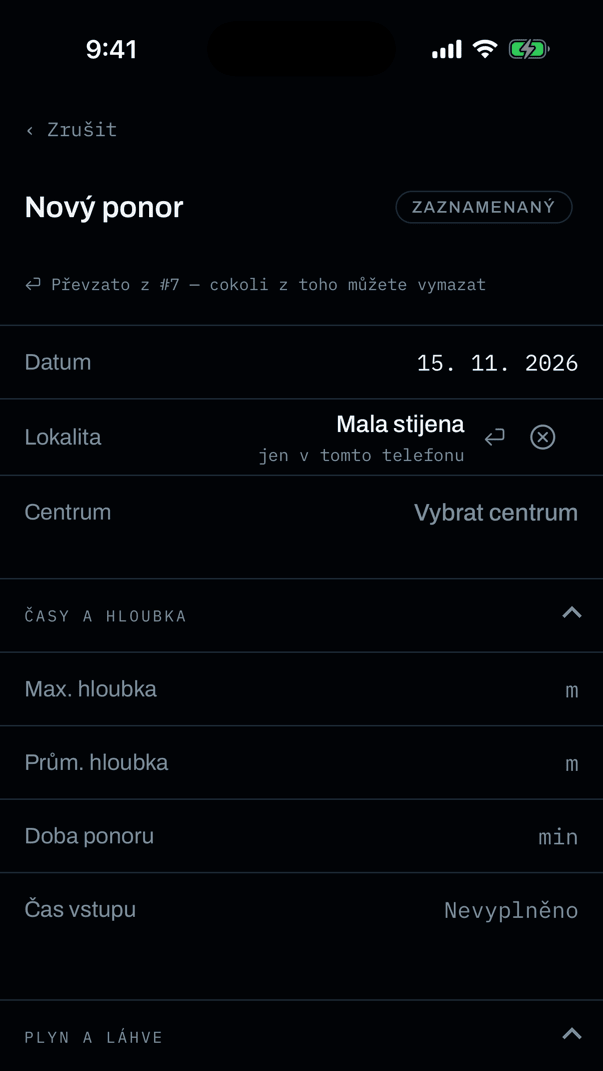 9:41
‹ Zrušit
Nový ponor
ZAZNAMENANÝ
⏎ Převzato z #7 — cokoli z toho můžete vymazat
Datum
15. 11. 2026
Lokalita
Mala stijena
jen v tomto telefonu
Centrum
Vybrat centrum
ČASY A HLOUBKA
Max. hloubka
m
Prům. hloubka
m
Doba ponoru
min
Čas vstupu
Nevyplněno
PLYN A LÁHVE